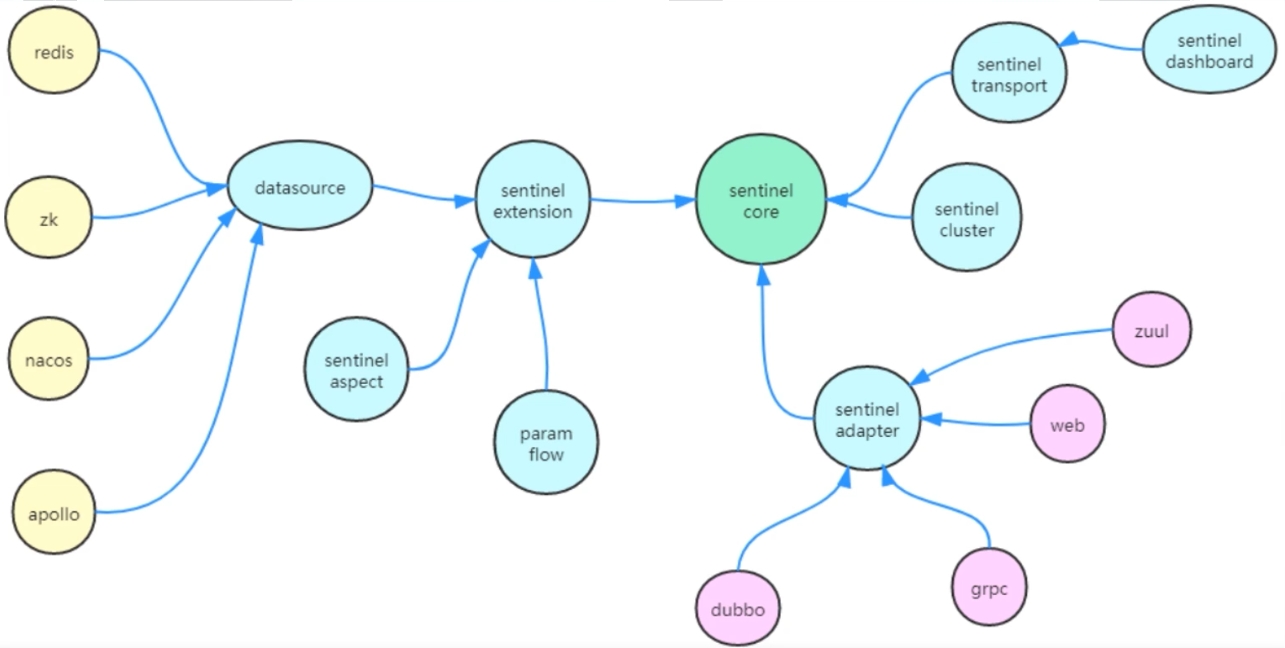 redis
zk
nacos
apollo
datasource
sentinel
aspect
sentinel
extension
param
flow
sentinel
core
sentinel
transport
sentinel
dashboard
sentinel
cluster
sentinel
adapter
zuul
web
dubbo
grpc